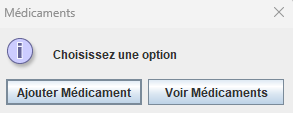 Médicaments
Choisissez une option
Ajouter Médicament
Voir Médicaments